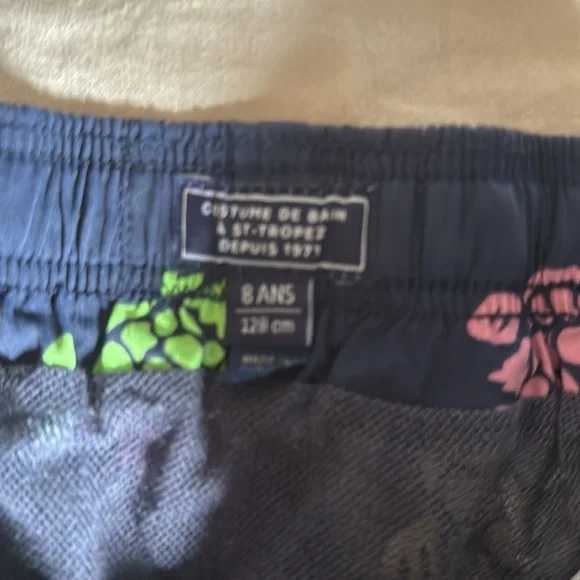 COSTUME DE BAIN
À ST-TROPEZ
DEPUIS 1971
8 ANS
128 cm